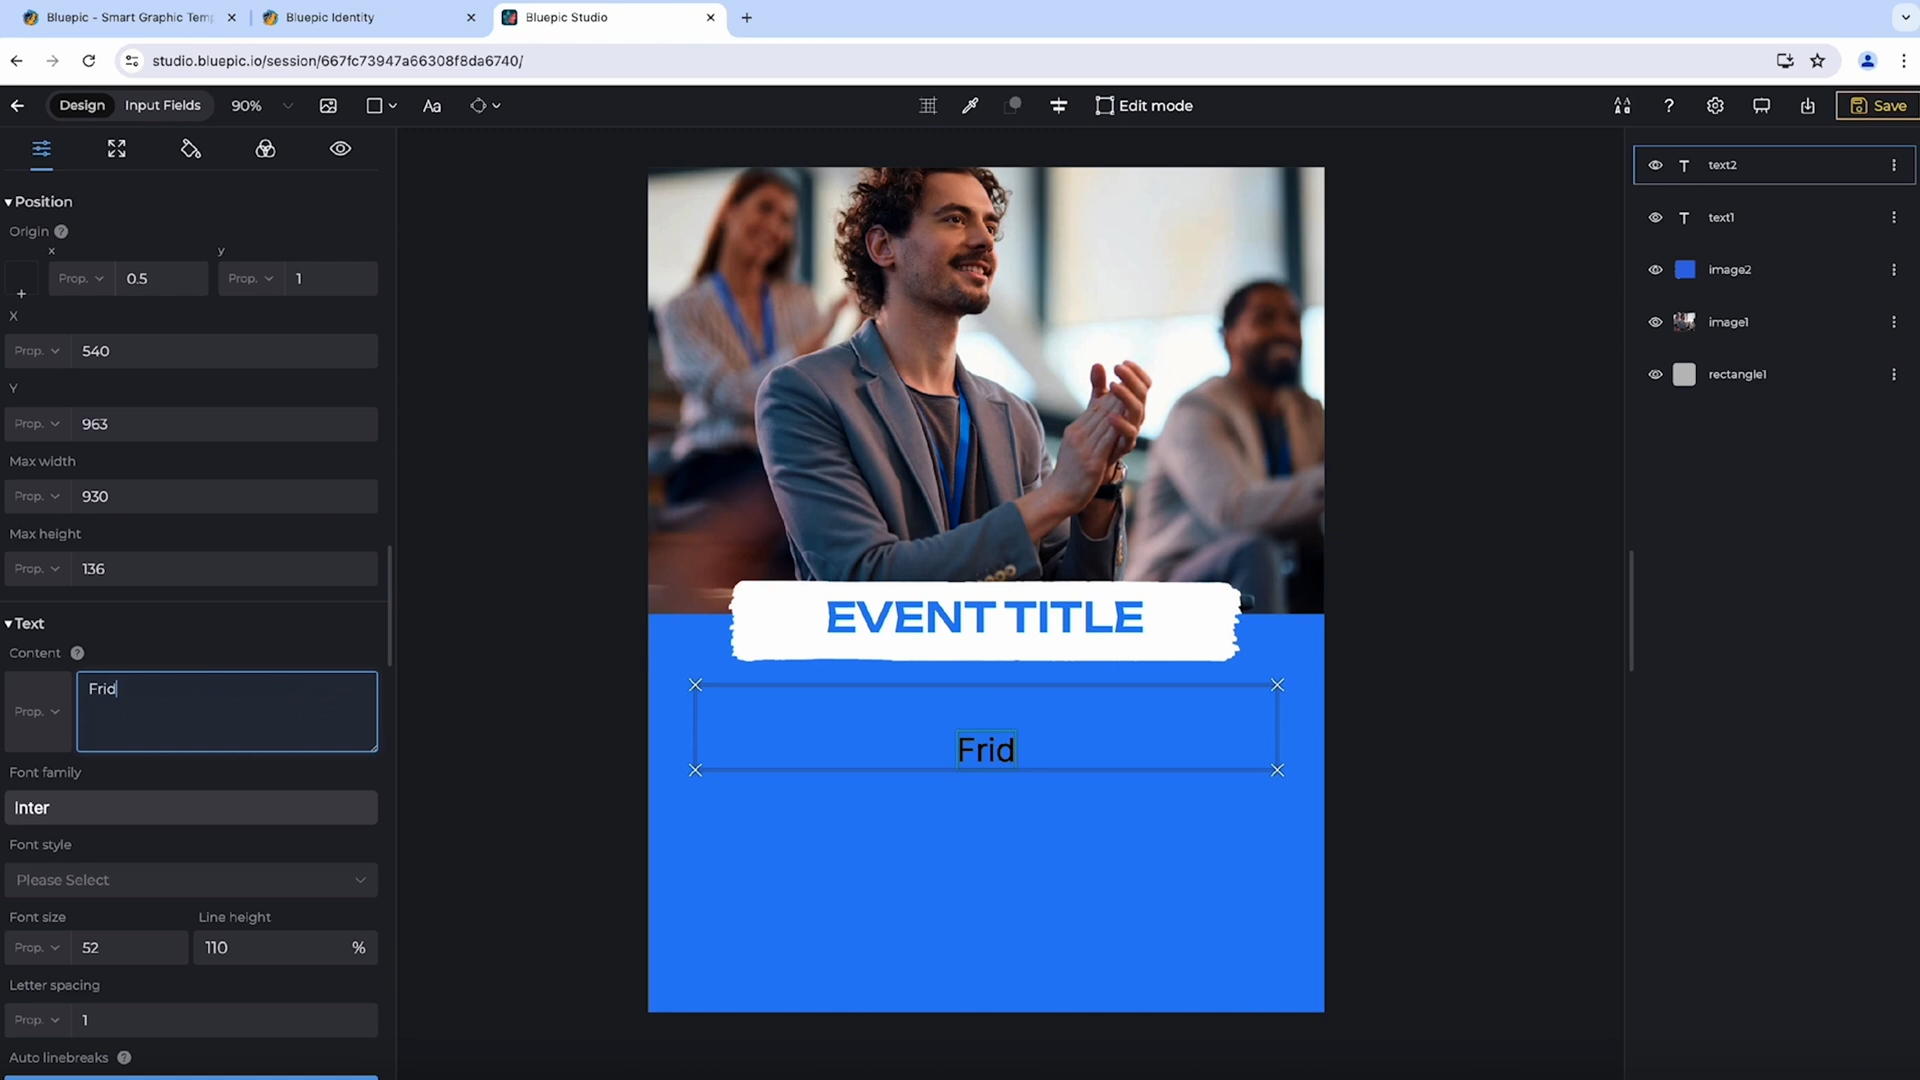 Bluepic - Smart Graphic Temp
Bluepic Identity
Bluepic Studio
studio.bluepic.io/session/667fc73947a66308f8da6740/
Design
Input Fields
90%
Aa
Edit mode
Save
Position
Origin
x
y
Prop.
0.5
Prop.
1
X
Prop.
540
Y
Prop.
963
Max width
Prop.
930
Max height
Prop.
136
Text
Content
Prop.
Frid
Font family
Inter
Font style
Please Select
Font size
Line height
Prop.
52
110
%
Letter spacing
Prop.
1
Auto linebreaks
EVENT TITLE
Frid
T text2
T text1
image2
image1
rectangle1